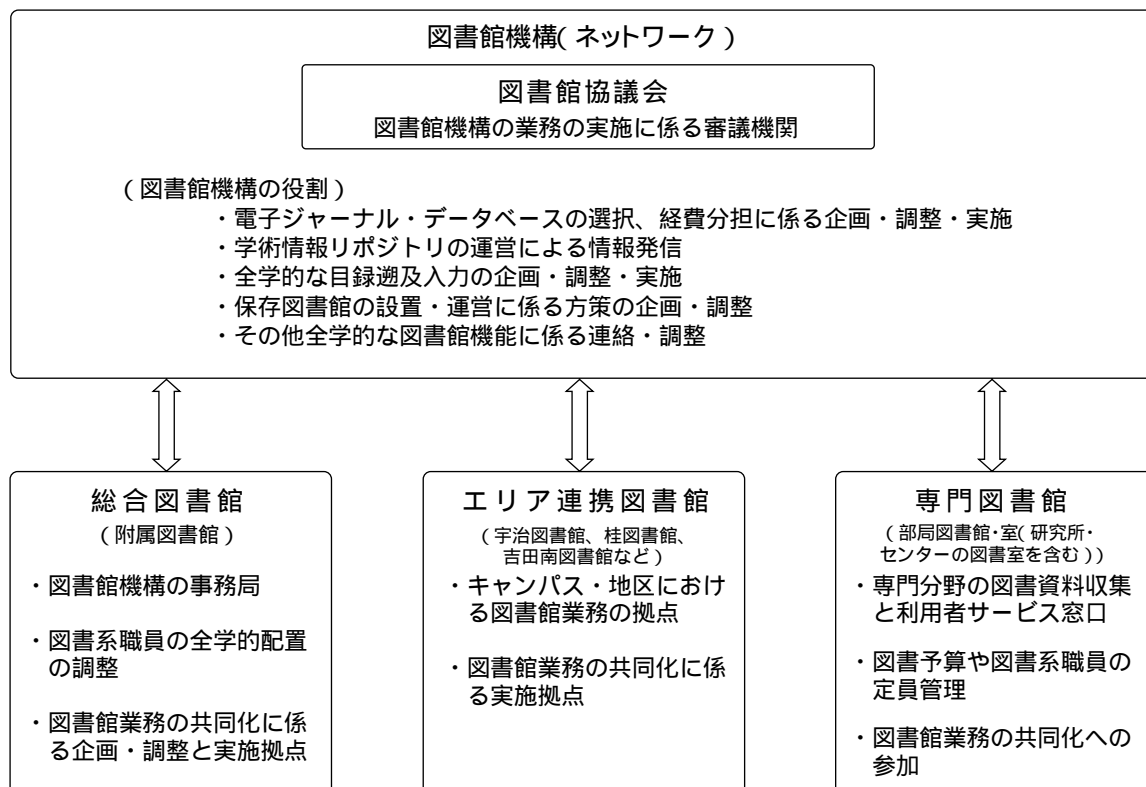 図書館機構(ネットワーク)
図書館協議会
図書館機構の業務の実施に係る審議機関
(図書館機構の役割)
・電子ジャーナル・データベースの選択、経費分担に係る企画・調整・実施
・学術情報リポジトリの運営による情報発信
・全学的な目録遡及入力の企画・調整・実施
・保存図書館の設置・運営に係る方策の企画・調整
・その他全学的な図書館機能に係る連絡・調整
総合図書館
(附属図書館)
・図書館機構の事務局
・図書系職員の全学的配置
の調整
・図書館業務の共同化に係
る企画・調整と実施拠点
エリア連携図書館
(宇治図書館、桂図書館、
吉田南図書館など)
・キャンパス・地区におけ
る図書館業務の拠点
・図書館業務の共同化に係
る実施拠点
専門図書館
(部局図書館・室(研究所・
センターの図書室を含む))
・専門分野の図書資料収集
と利用者サービス窓口
・図書予算や図書系職員の
定員管理
・図書館業務の共同化への
参加